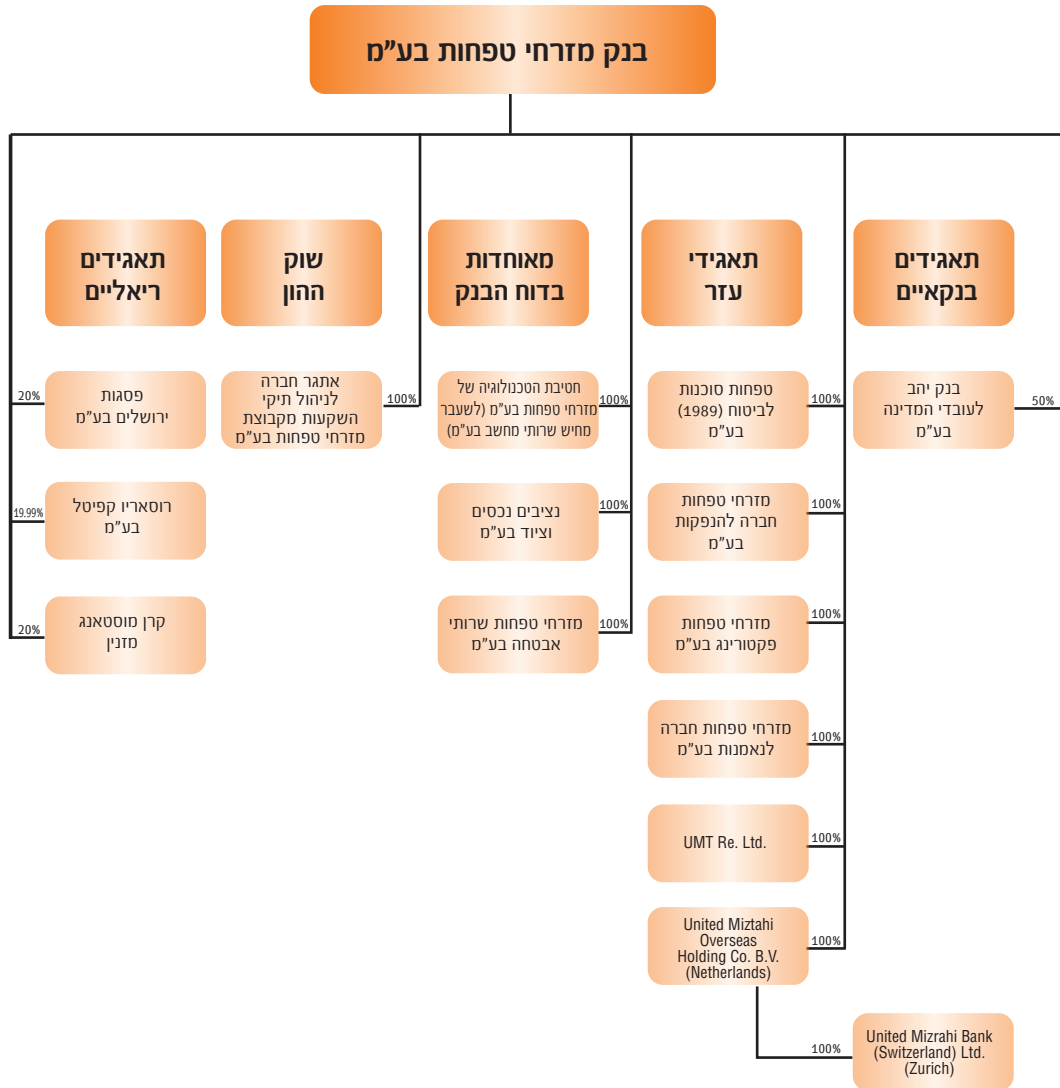 בנק מזרחי טפחות בע"מ
תאגידים
בנקאיים
50%
בנק יהב
לעובדי המדינה
בע"מ
תאגידי
עזר
100%
טפחות סוכנות
לביטוח (1989)
בע"מ
100%
מזרחי טפחות
חברה להנפקות
בע"מ
100%
מזרחי טפחות
פקטורינג בע"מ
100%
מזרחי טפחות חברה
לנאמנות בע"מ
100%
UMT Re. Ltd.
100%
United Miztahi
Overseas
Holding Co. B.V.
(Netherlands)
100%
United Mizrahi Bank
(Switzerland) Ltd.
(Zurich)
מאוחדות
בדוח הבנק
100%
חטיבת הטכנולוגיה של
מזרחי טפחות בע"מ (לשעבר
מחיש שרותי מחשב בע"מ)
100%
נציבים נכסים
וציוד בע"מ
100%
מזרחי טפחות שרותי
אבטחה בע"מ
שוק
ההון
100%
אתגר חברה
לניהול תיקי
השקעות מקבוצת
מזרחי טפחות בע"מ
תאגידים
ריאליים
20%
פסגות
ירושלים בע"מ
19.99%
רוסאריו קפיטל
בע"מ
20%
קרן מוסטאנג
מזנין